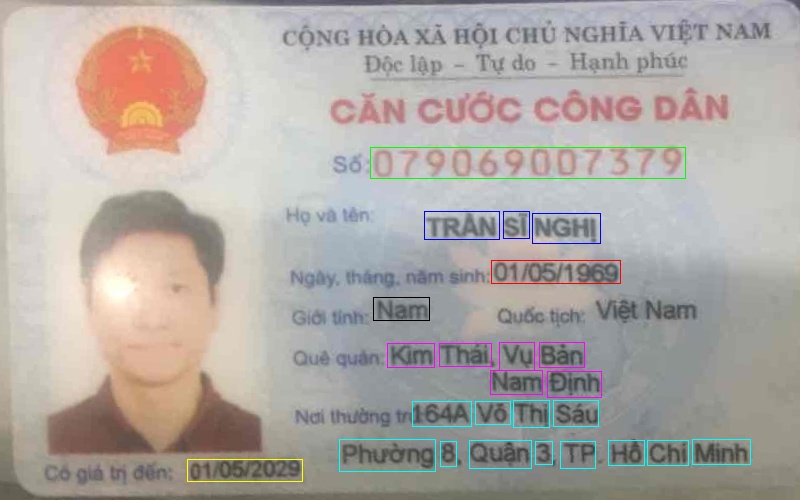 CỘNG HÒA XÃ HỘI CHỦ NGHĨA VIỆT NAM
Độc lập - Tự do - Hạnh phúc
CĂN CƯỚC CÔNG DÂN
Số: 079069007379
Họ và tên: TRẦN SĨ NGHỊ
Ngày, tháng, năm sinh: 01/05/1969
Giới tính: Nam Quốc tịch: Việt Nam
Quê quán: Kim Thái, Vụ Bản
Nam Định
Nơi thường trú 164A Võ Thị Sáu
Phường 8, Quận 3, TP. Hồ Chí Minh
Có giá trị đến: 01/05/2029